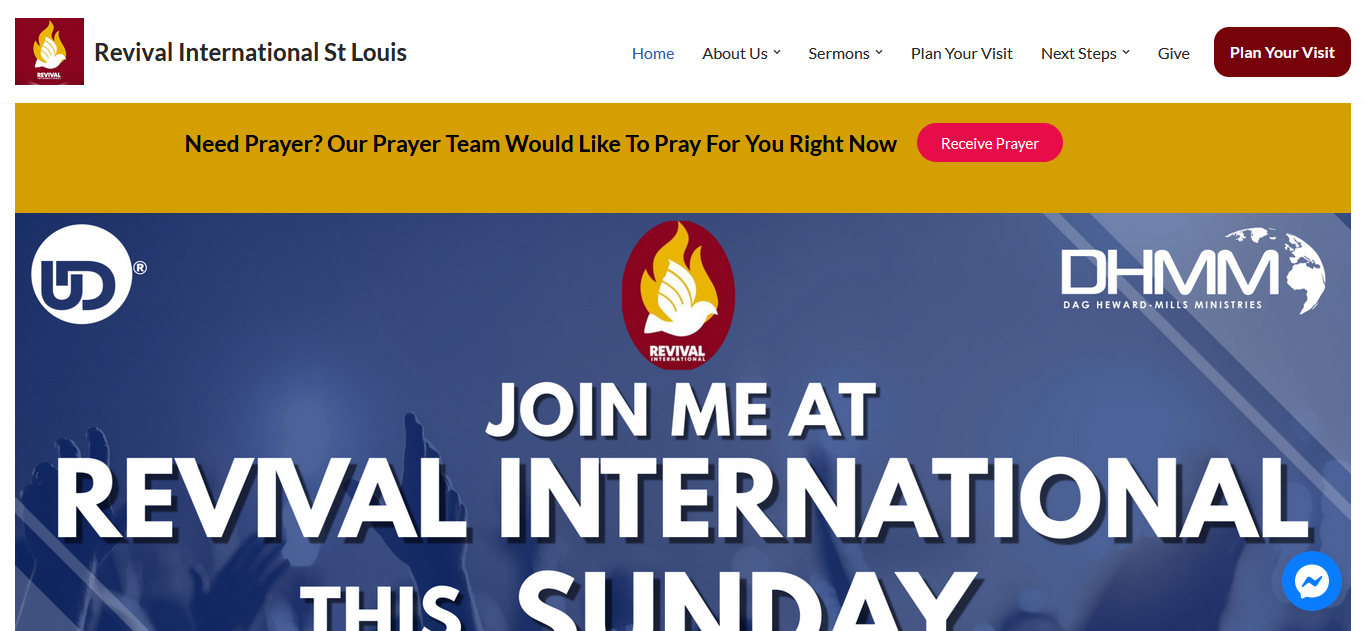 REVIVAL
Revival International St Louis
Home
About Us
Sermons
Plan Your Visit
Next Steps
Give
Plan Your Visit
Need Prayer? Our Prayer Team Would Like To Pray For You Right Now
Receive Prayer
UD®
REVIVAL
INTERNATIONAL
DHMM
DAG HEWARD-MILLS MINISTRIES
JOIN ME AT
REVIVAL INTERNATIONAL
THIS SUNDAY